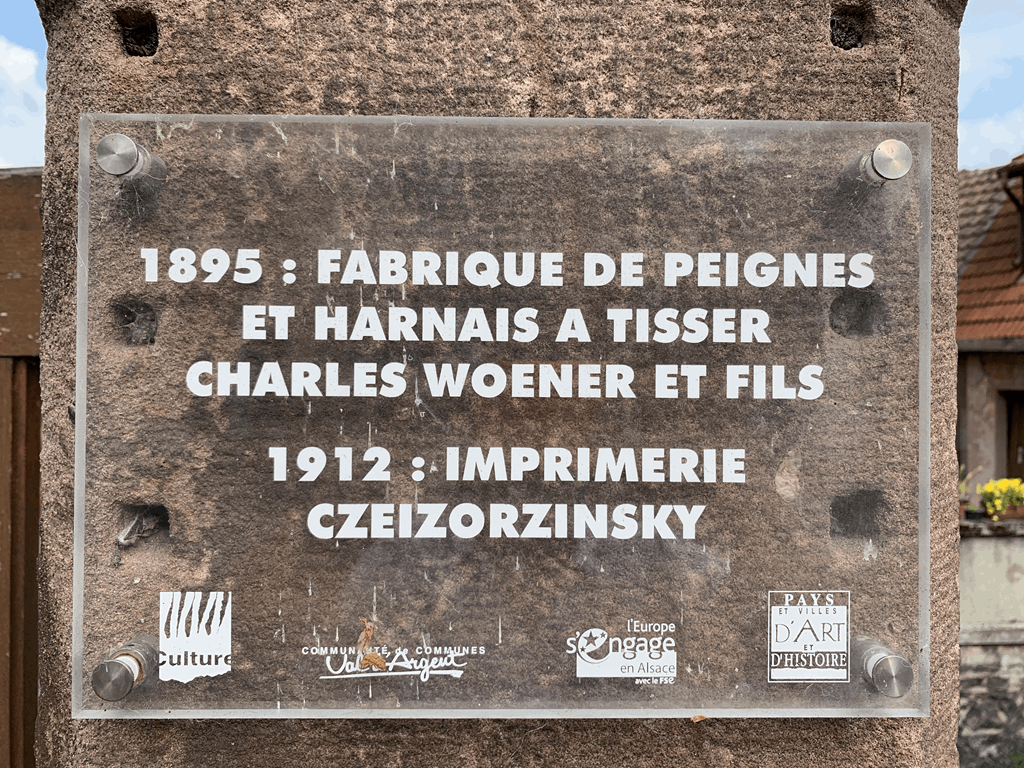 1895 : FABRIQUE DE PEIGNES
ET HARNAIS A TISSER
CHARLES WOENER ET FILS
1912 : IMPRIMERIE
CZEIZORZINSKY
Culture
COMMUNAUTÉ de COMMUNES
Val d'Argent
l'Europe
s'engage
en Alsace
avec le FSe
PAYS
ET VILLES
D'ART
ET
D'HISTOIRE